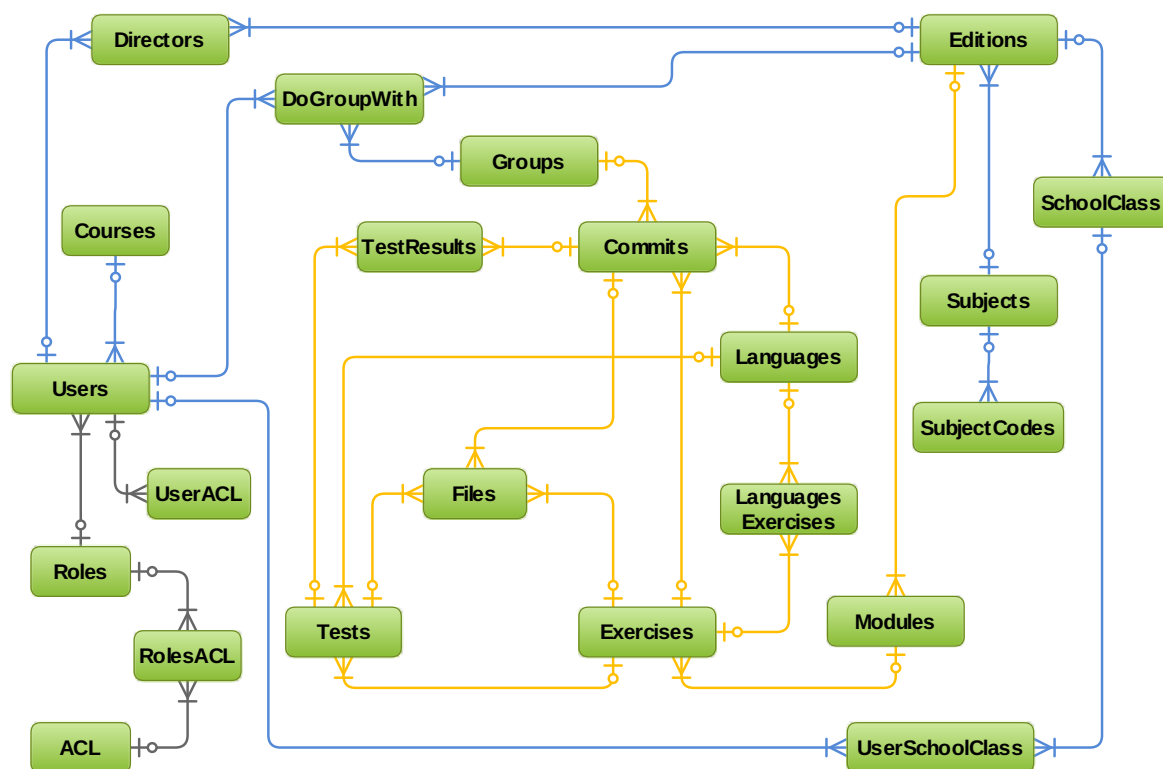 Directors
Editions
DoGroupWith
Groups
SchoolClass
Courses
TestResults
Commits
Subjects
Languages
Users
SubjectCodes
UserACL
Files
Languages
Exercises
Roles
Tests
Exercises
Modules
RolesACL
ACL
UserSchoolClass